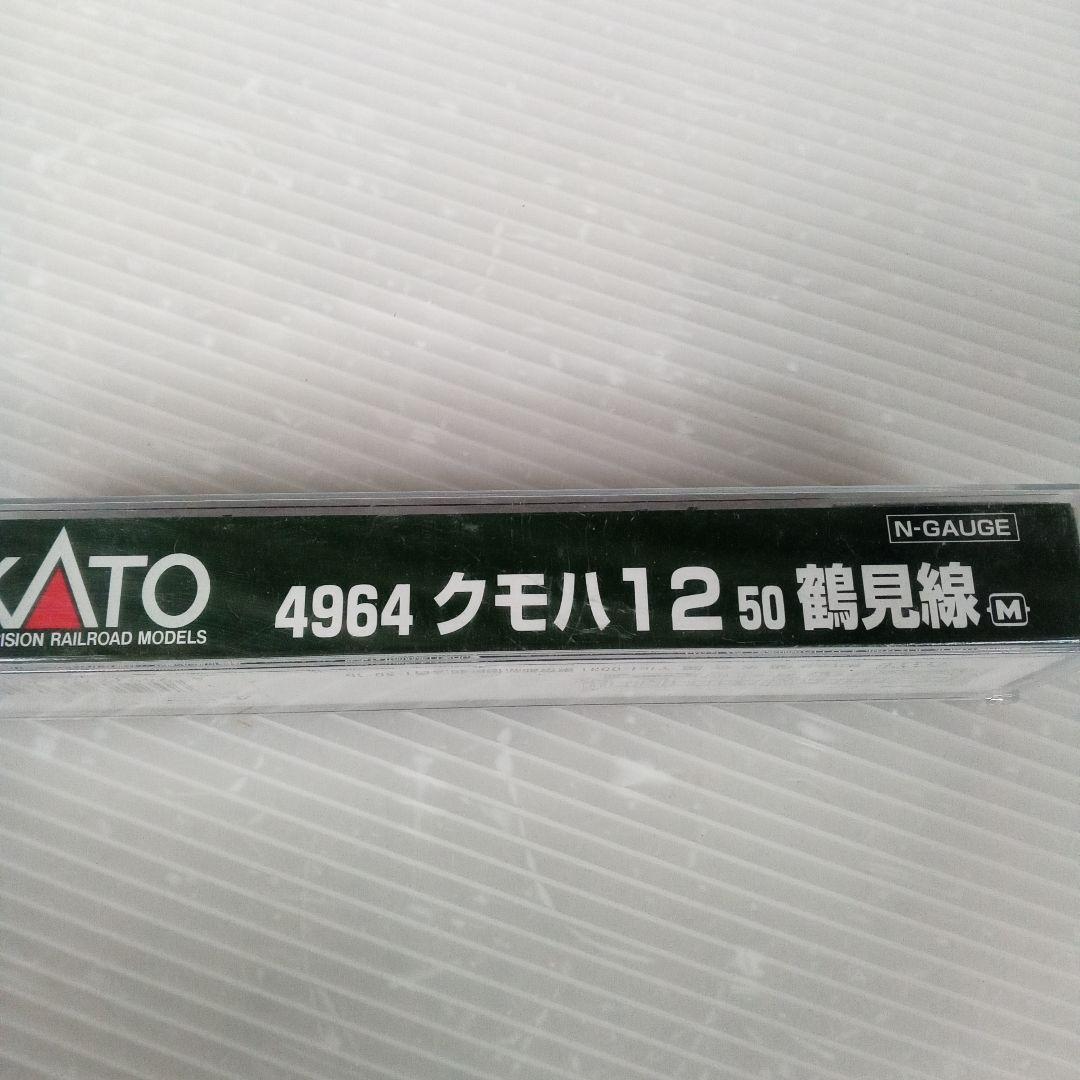 N-GAUGE
KATO
ISION RAILROAD MODELS
4964 クモハ12 50 鶴見線 M